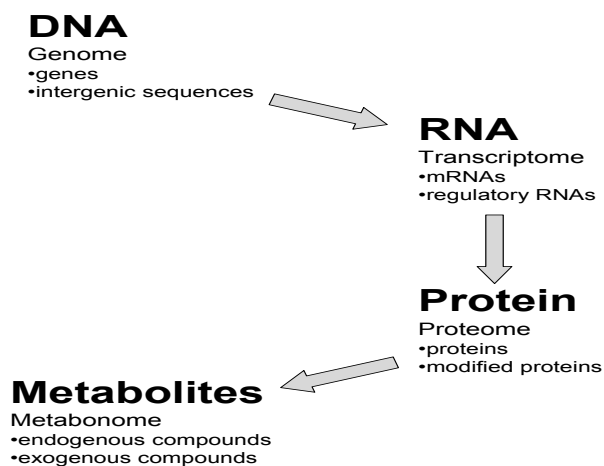 DNA
Genome
•genes
•intergenic sequences
RNA
Transcriptome
•mRNAs
•regulatory RNAs
Protein
Proteome
•proteins
•modified proteins
Metabolites
Metabonome
•endogenous compounds
•exogenous compounds